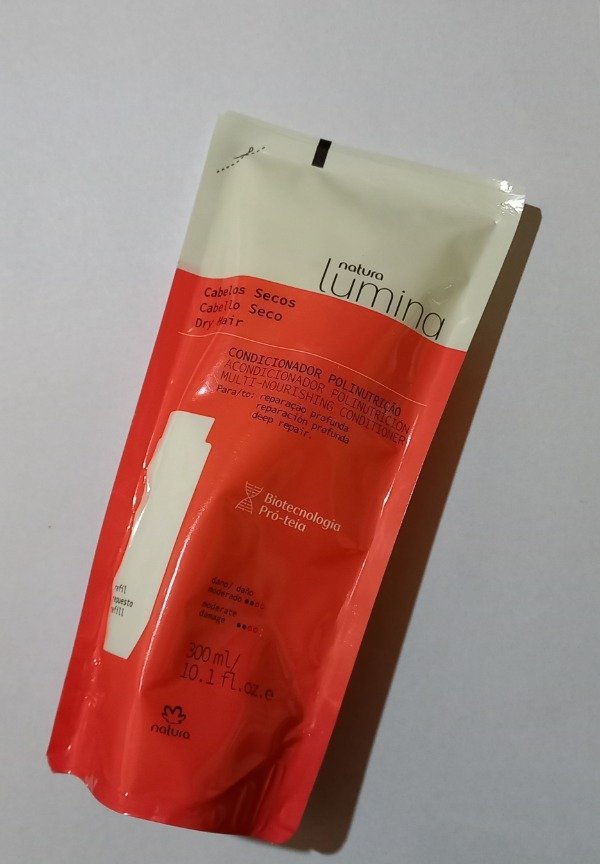 natura
lumina
Cabelos Secos
Cabello Seco
Dry Hair
CONDICIONADOR POLINUTRIÇÃO
ACONDICIONADOR POLINUTRICIÓN
MULTI-NOURISHING CONDITIONER
Para/to: reparação profunda
reparación profunda
deep repair.
Biotecnologia
Pró-teia
refil
repuesto
refill
dano/ daño
moderado
moderate
damage
300 ml/
10.1 fl.oz.e
natura